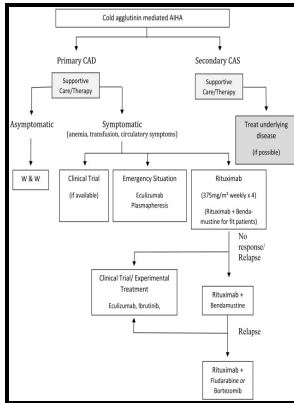 Cold agglutinin mediated AIHA
Primary CAD
Secondary CAS
Supportive
Care/Therapy
Supportive
Care/Therapy
Asymptomatic
Symptomatic
(anemia, transfusion, circulatory symptoms)
Treat underlying
disease
(if possible)
W & W
Clinical Trial
(if available)
Emergency Situation
Eculizumab
Plasmapheresis
Rituximab
(375mg/m² weekly x 4)
(Rituximab + Benda-
mustine for fit patients)
No
response/
Relapse
Clinical Trial/ Experimental
Treatment
Eculizumab, Ibrutinib,
Rituximab +
Bendamustine
Relapse
Rituximab +
Fludarabine or
Bortezomib